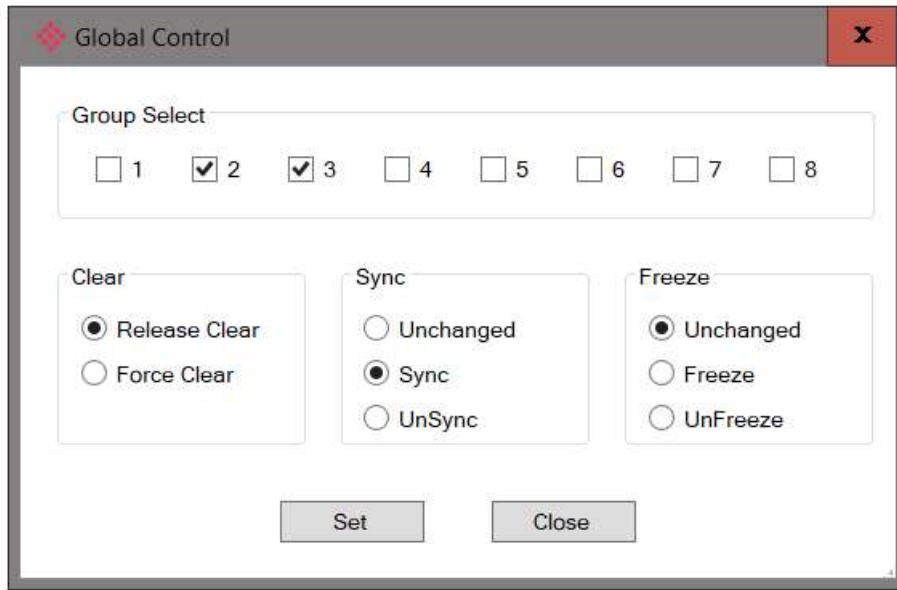 Global Control x
Group Select
1 2 3 4 5 6 7 8
Clear Sync Freeze
Release Clear Unchanged Unchanged
Force Clear Sync Freeze
UnSync UnFreeze
Set Close